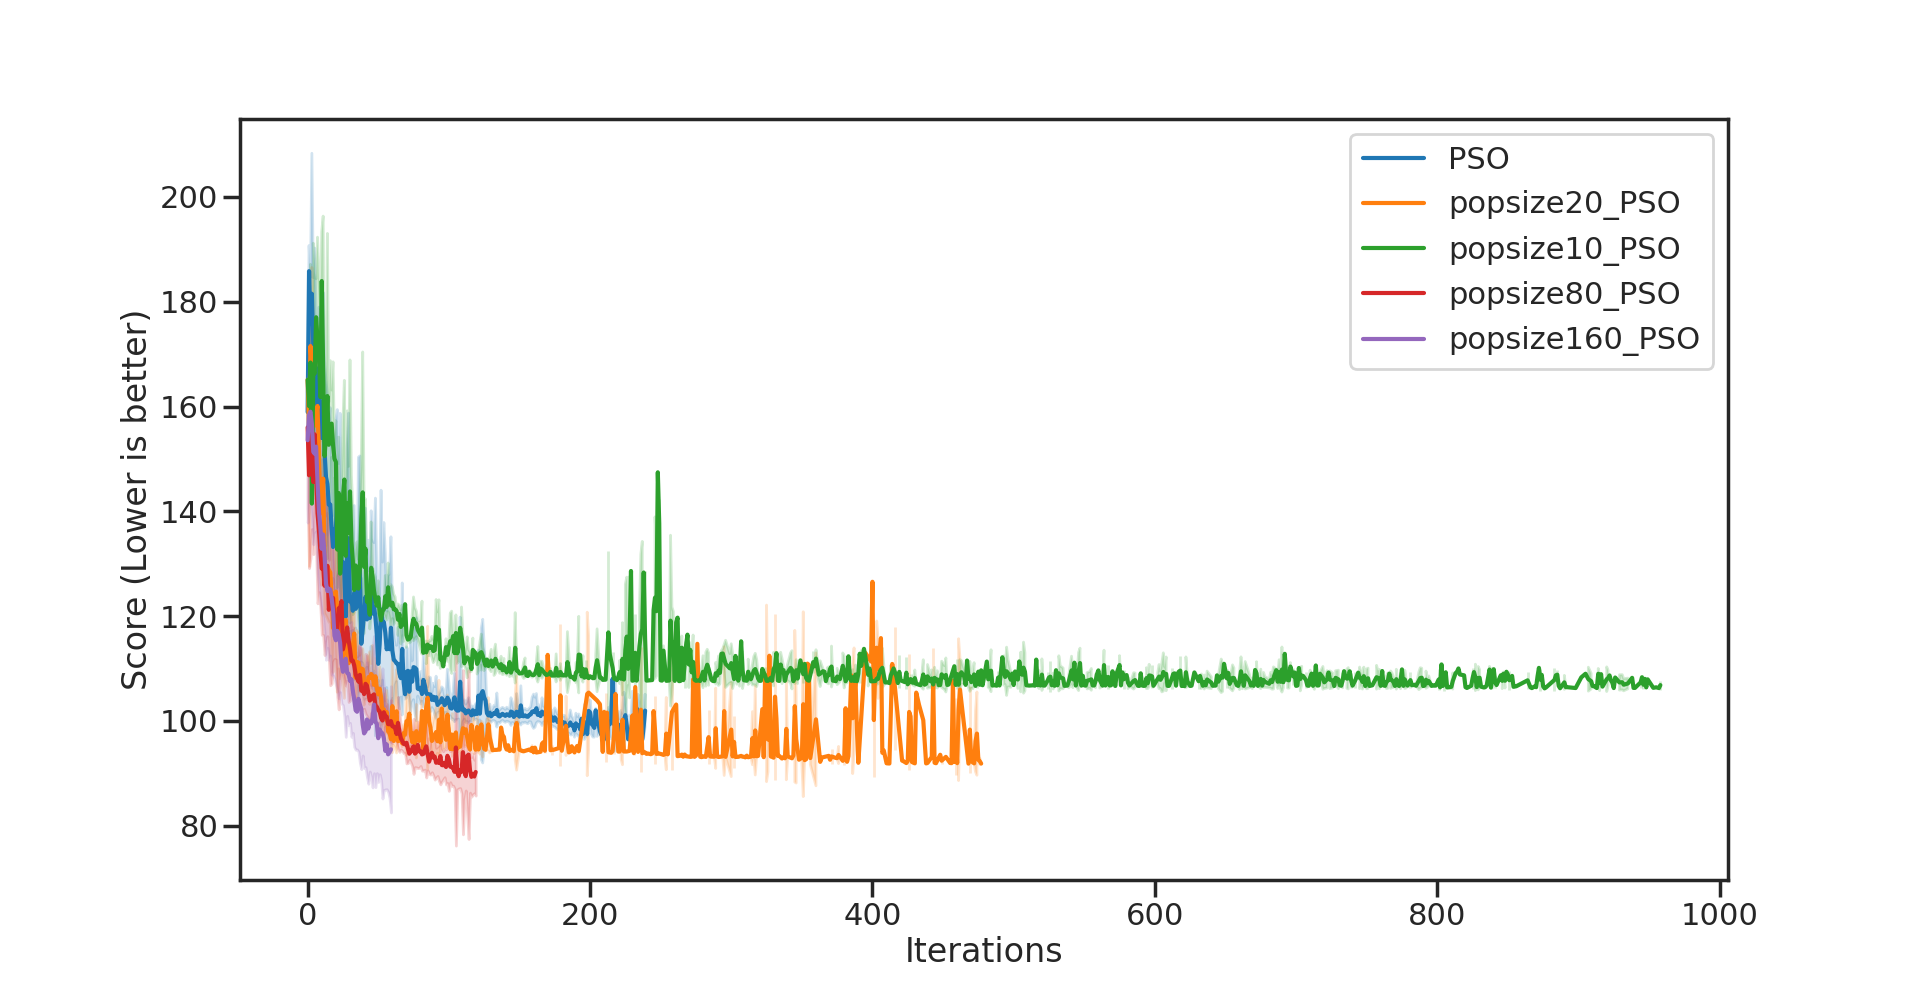 PSO
popsize20_PSO
popsize10_PSO
popsize80_PSO
popsize160_PSO
Score (Lower is better)
200
180
160
140
120
100
80
0 200 400 600 800 1000
Iterations